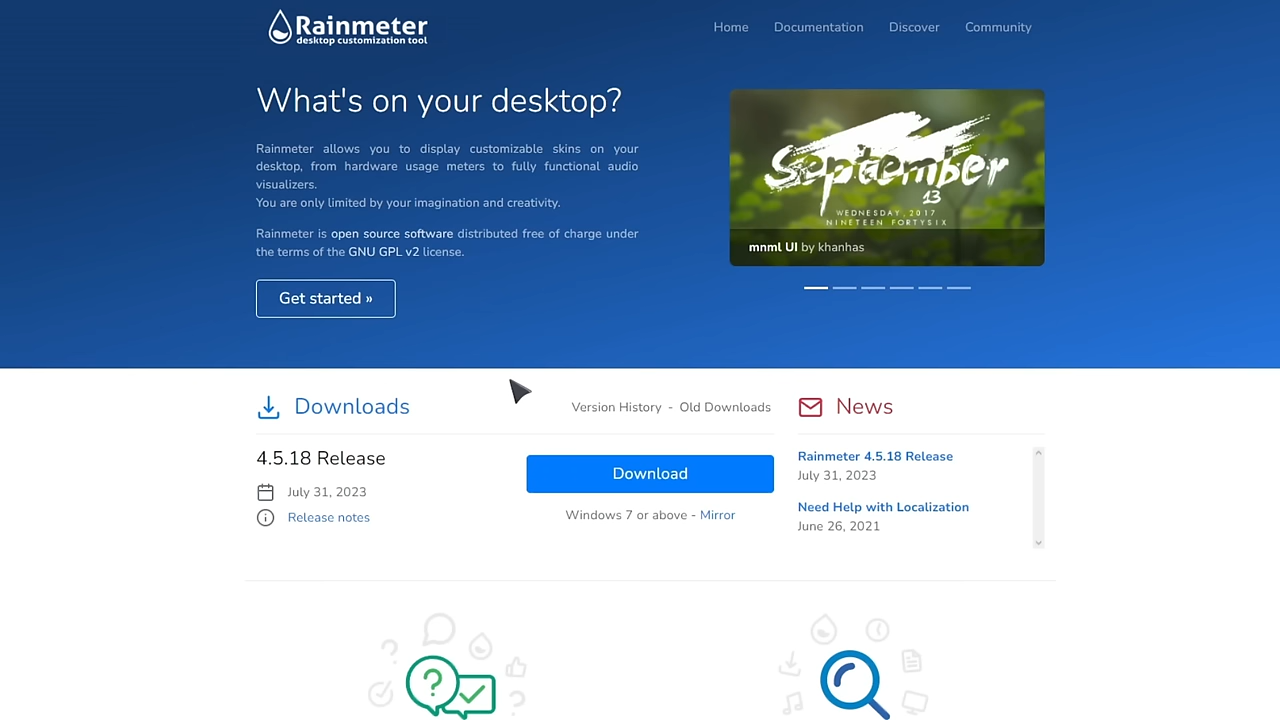 Rainmeter
desktop customization tool
Home
Documentation
Discover
Community
What's on your desktop?
Rainmeter allows you to display customizable skins on your
desktop, from hardware usage meters to fully functional audio
visualizers.
You are only limited by your imagination and creativity.
Rainmeter is open source software distributed free of charge under
the terms of the GNU GPL v2 license.
Get started »
September
13
WEDNESDAY, 2017
NINETEEN FORTYSIX
mnml UI by khanhas
Downloads
Version History - Old Downloads
4.5.18 Release
July 31, 2023
Release notes
Download
Windows 7 or above - Mirror
News
Rainmeter 4.5.18 Release
July 31, 2023
Need Help with Localization
June 26, 2021